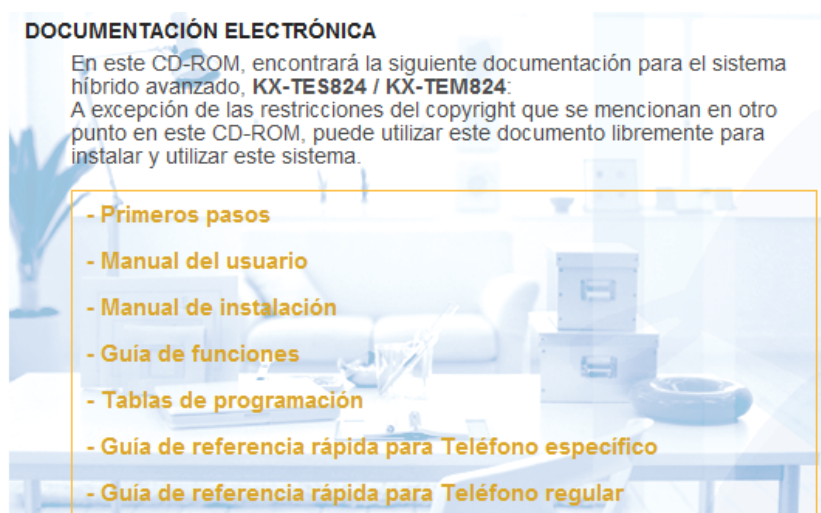 DOCUMENTACIÓN ELECTRÓNICA
En este CD-ROM, encontrará la siguiente documentación para el sistema
híbrido avanzado, KX-TES824 / KX-TEM824:
A excepción de las restricciones del copyright que se mencionan en otro
punto en este CD-ROM, puede utilizar este documento libremente para
instalar y utilizar este sistema.
- Primeros pasos
- Manual del usuario
- Manual de instalación
- Guía de funciones
- Tablas de programación
- Guía de referencia rápida para Teléfono específico
- Guía de referencia rápida para Teléfono regular